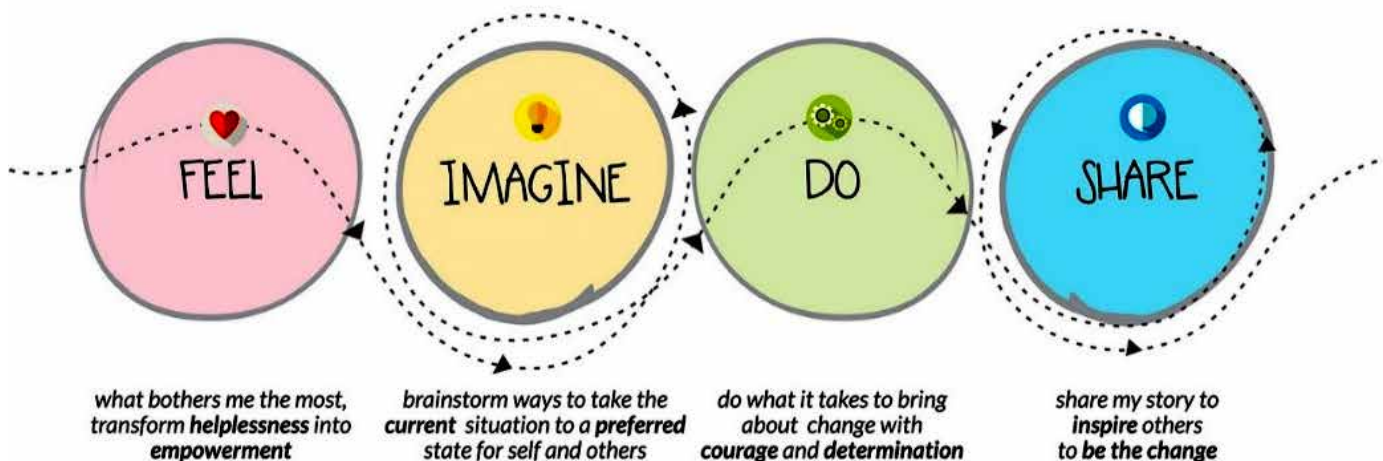 FEEL
IMAGINE
DO
SHARE
what bothers me the most,
transform helplessness into
empowerment
brainstorm ways to take the
current situation to a preferred
state for self and others
do what it takes to bring
about change with
courage and determination
share my story to
inspire others
to be the change